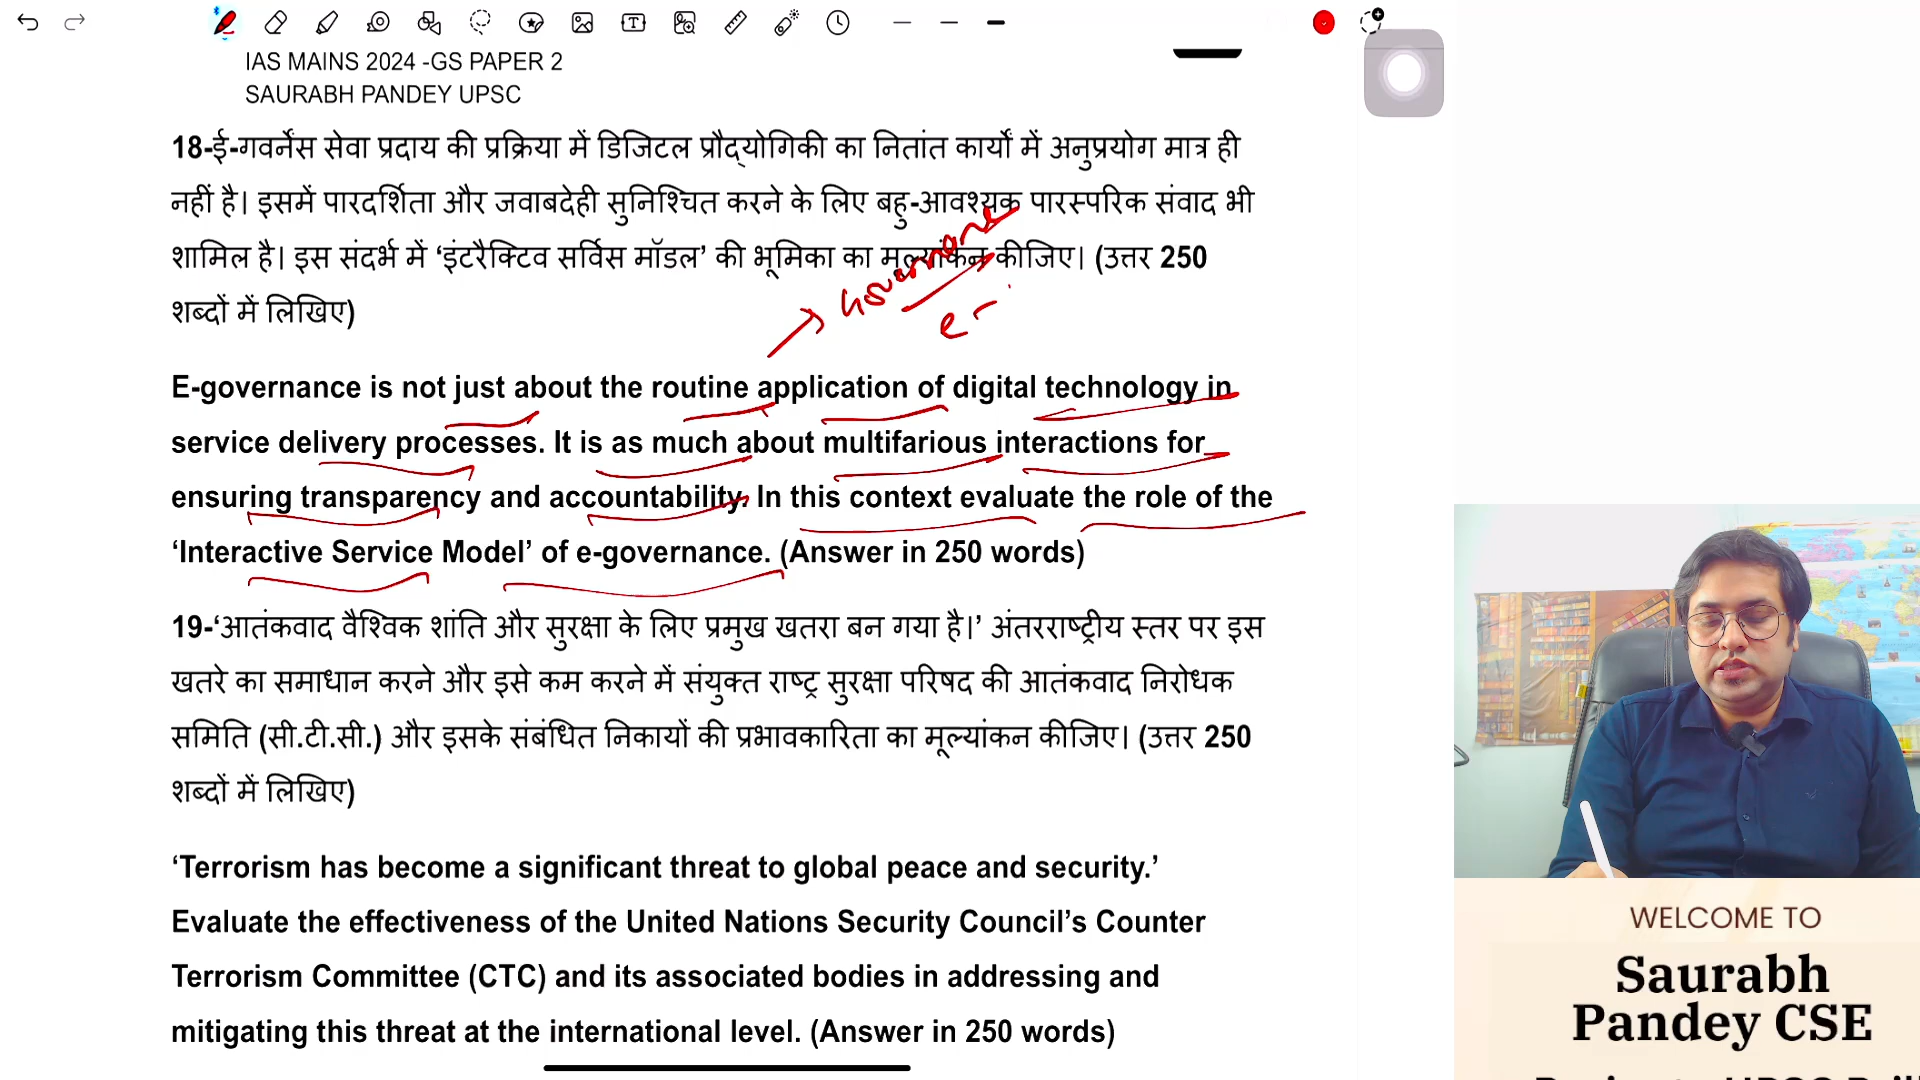 IAS MAINS 2024 -GS PAPER 2
SAURABH PANDEY UPSC
18-ई-गवर्नेंस सेवा प्रदाय की प्रक्रिया में डिजिटल प्रौद्योगिकी का नितांत कार्यों में अनुप्रयोग मात्र ही
नहीं है। इसमें पारदर्शिता और जवाबदेही सुनिश्चित करने के लिए बहु-आवश्यक पारस्परिक संवाद भी
शामिल है। इस संदर्भ में ‘इंटरैक्टिव सर्विस मॉडल’ की भूमिका का मूल्यांकन कीजिए। (उत्तर 250
शब्दों में लिखिए)
Governance
e-
E-governance is not just about the routine application of digital technology in
service delivery processes. It is as much about multifarious interactions for
ensuring transparency and accountability. In this context evaluate the role of the
‘Interactive Service Model’ of e-governance. (Answer in 250 words)
19-‘आतंकवाद वैश्विक शांति और सुरक्षा के लिए प्रमुख खतरा बन गया है।’ अंतरराष्ट्रीय स्तर पर इस
खतरे का समाधान करने और इसे कम करने में संयुक्त राष्ट्र सुरक्षा परिषद की आतंकवाद निरोधक
समिति (सी.टी.सी.) और इसके संबंधित निकायों की प्रभावकारिता का मूल्यांकन कीजिए। (उत्तर 250
शब्दों में लिखिए)
‘Terrorism has become a significant threat to global peace and security.’
Evaluate the effectiveness of the United Nations Security Council’s Counter
Terrorism Committee (CTC) and its associated bodies in addressing and
mitigating this threat at the international level. (Answer in 250 words)
WELCOME TO
Saurabh
Pandey CSE